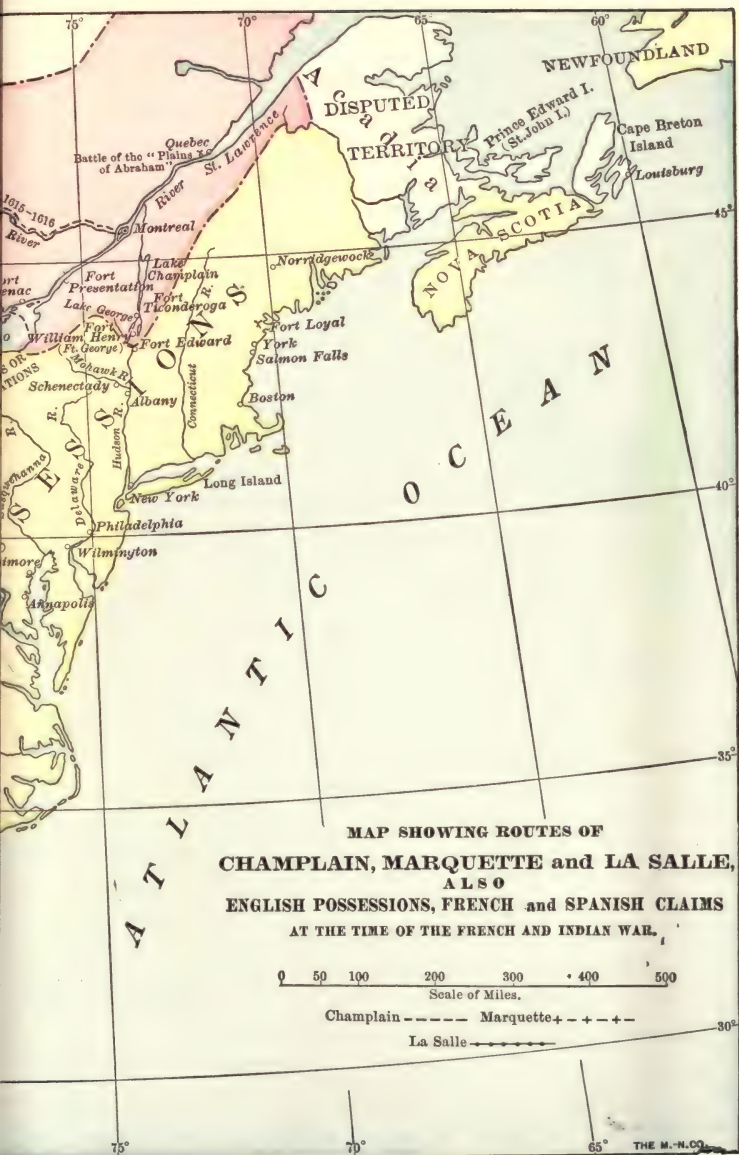 75°
70°
65°
60°
NEWFOUNDLAND
Acadia
DISPUTED
TERRITORY
Prince Edward I.
(St. John I.)
Cape Breton
Island
Louisburg
Quebec
Battle of the "Plains
of Abraham"
St. Lawrence
River
1615-1616
River
Montreal
45°
NOVA SCOTIA
Norridgewock
Lake
Champlain
Fort
Presentation
Fort
Ticonderoga
Lake George
Fort
William Henry
(Ft. George)
Fort Edward
Fort Loyal
York
Salmon Falls
Mohawk R.
Schenectady
Albany
Connecticut
R.
Boston
Hudson R.
Delaware
R.
Susquehanna
R.
SESSIONS
Long Island
New York
40°
Philadelphia
Wilmington
Annapolis
ATLANTIC OCEAN
35°
MAP SHOWING ROUTES OF
CHAMPLAIN, MARQUETTE and LA SALLE,
ALSO
ENGLISH POSSESSIONS, FRENCH and SPANISH CLAIMS
AT THE TIME OF THE FRENCH AND INDIAN WAR.
0 50 100 200 300 400 500
Scale of Miles.
Champlain Marquette
La Salle
30°
75°
70°
65°
THE M.-N. CO.